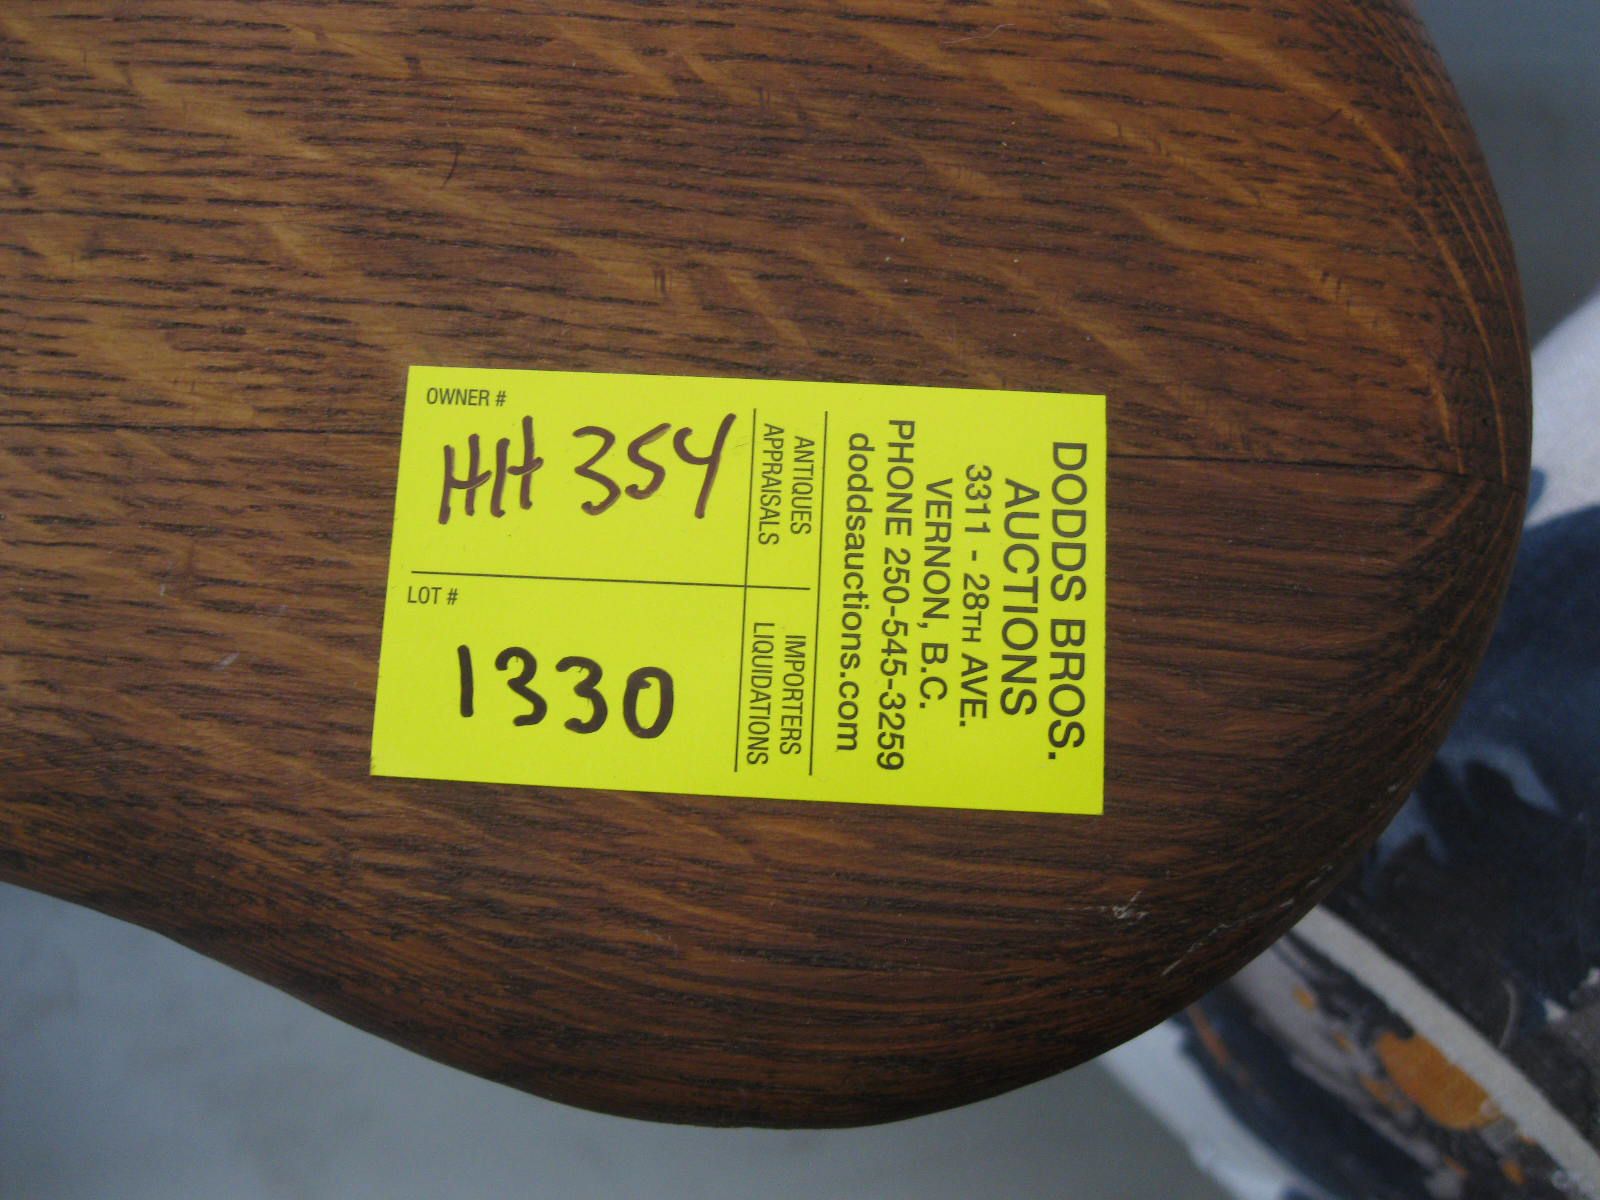 DODDS BROS.
AUCTIONS
3311 - 28TH AVE.
VERNON, B.C.
PHONE 250-545-3259
doddsauctions.com
ANTIQUES
APPRAISALS
IMPORTERS
LIQUIDATIONS
OWNER #
HH 354
LOT #
1330